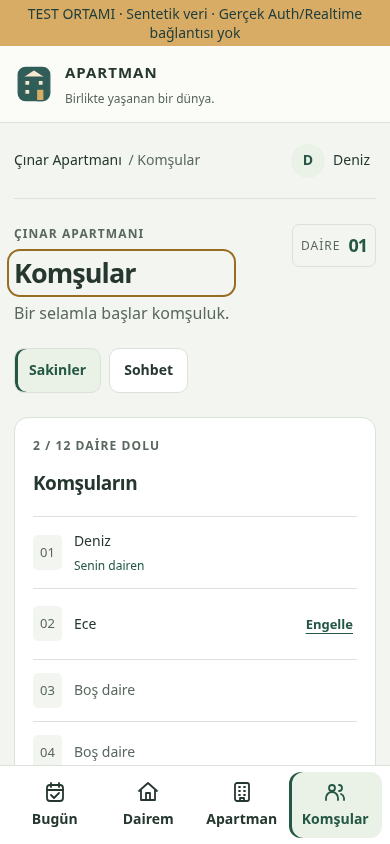 TEST ORTAMI · Sentetik veri · Gerçek Auth/Realtime
bağlantısı yok
APARTMAN
Birlikte yaşanan bir dünya.
Çınar Apartmanı / Komşular
D Deniz
ÇINAR APARTMANI
DAİRE 01
Komşular
Bir selamla başlar komşuluk.
Sakinler Sohbet
2 / 12 DAİRE DOLU
Komşuların
01 Deniz
Senin dairen
02 Ece Engelle
03 Boş daire
04 Boş daire
Bugün Dairem Apartman Komşular